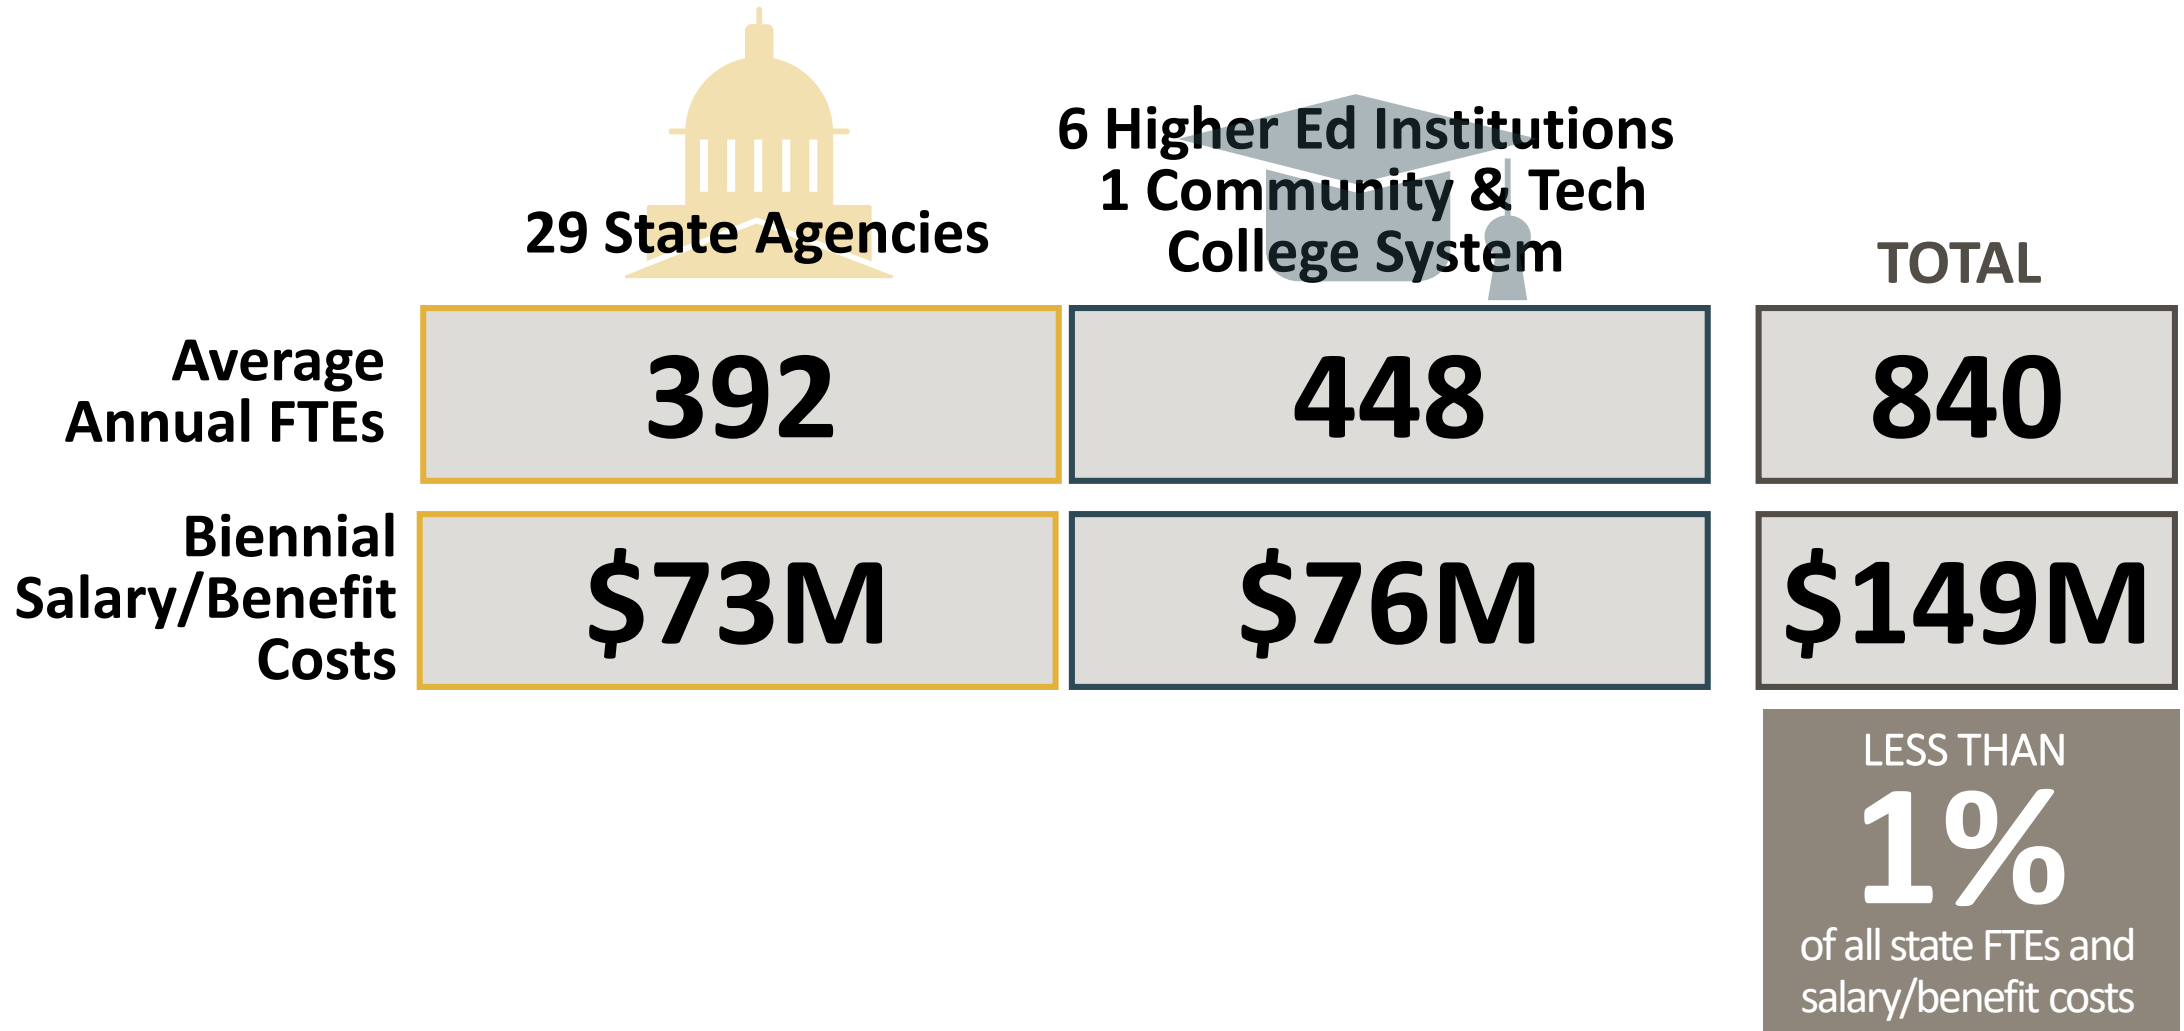 29 State Agencies
6 Higher Ed Institutions
1 Community & Tech
College System
TOTAL
Average
Annual FTEs
392
448
840
Biennial
Salary/Benefit
Costs
$73M
$76M
$149M
LESS THAN
1%
of all state FTEs and
salary/benefit costs